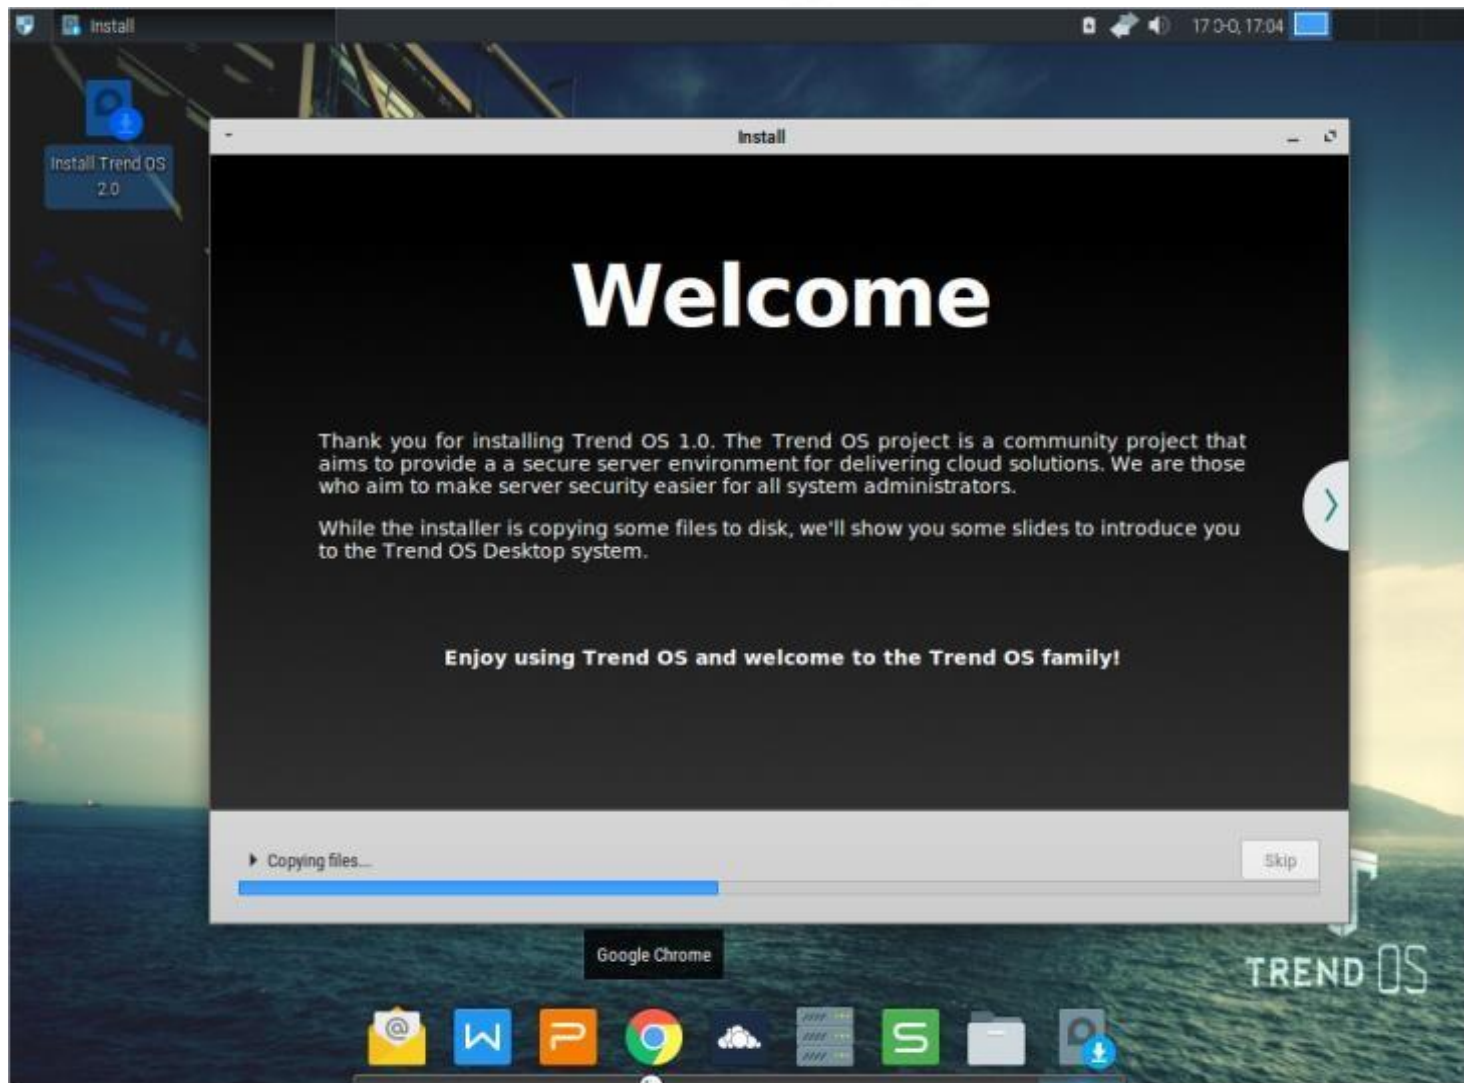 Install
17:04
Install Trend OS
2.0
Install
Welcome
Thank you for installing Trend OS 1.0. The Trend OS project is a community project that
aims to provide a a secure server environment for delivering cloud solutions. We are those
who aim to make server security easier for all system administrators.
While the installer is copying some files to disk, we'll show you some slides to introduce you
to the Trend OS Desktop system.
Enjoy using Trend OS and welcome to the Trend OS family!
Copying files...
Skip
Google Chrome
TREND OS